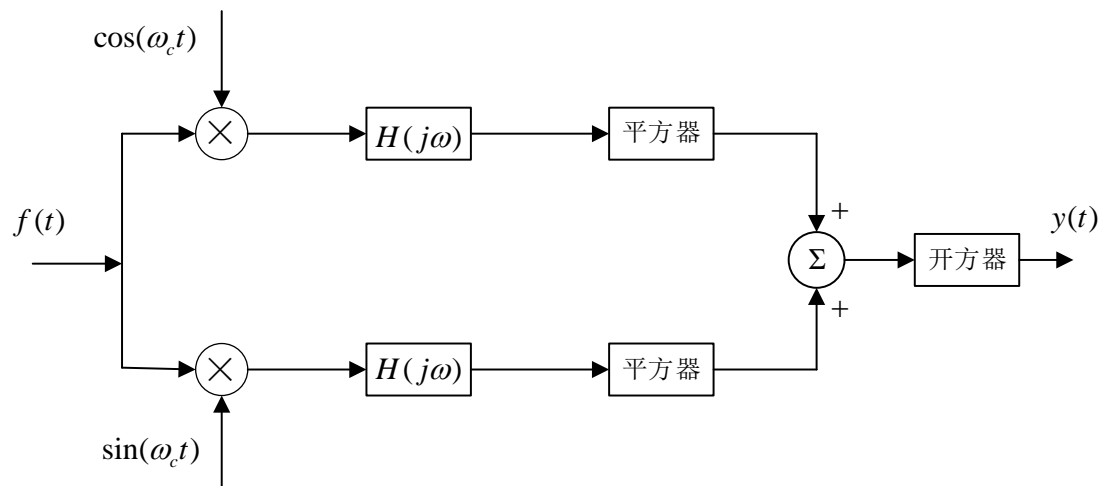 cos(ω_c t)
×
H(jω)
平方器
+
f(t)
Σ
开方器
y(t)
+
×
H(jω)
平方器
sin(ω_c t)